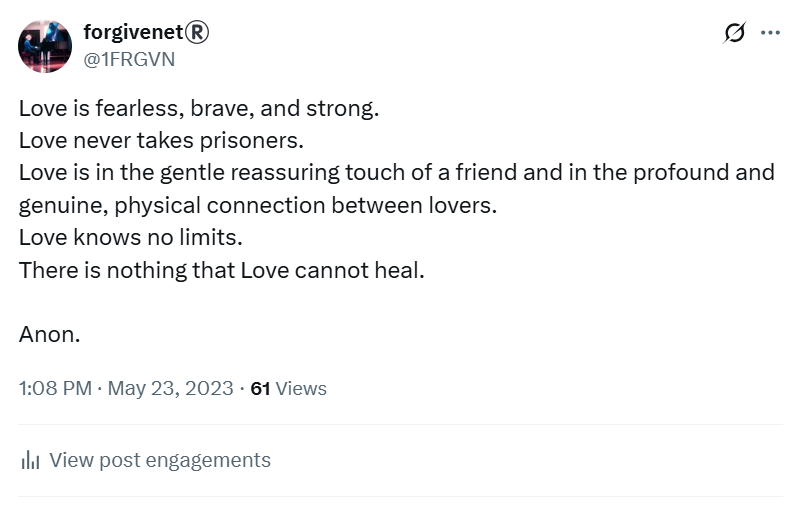 forgivenet®
@1FRGVN
Love is fearless, brave, and strong.
Love never takes prisoners.
Love is in the gentle reassuring touch of a friend and in the profound and
genuine, physical connection between lovers.
Love knows no limits.
There is nothing that Love cannot heal.
Anon.
1:08 PM · May 23, 2023 · 61 Views
View post engagements